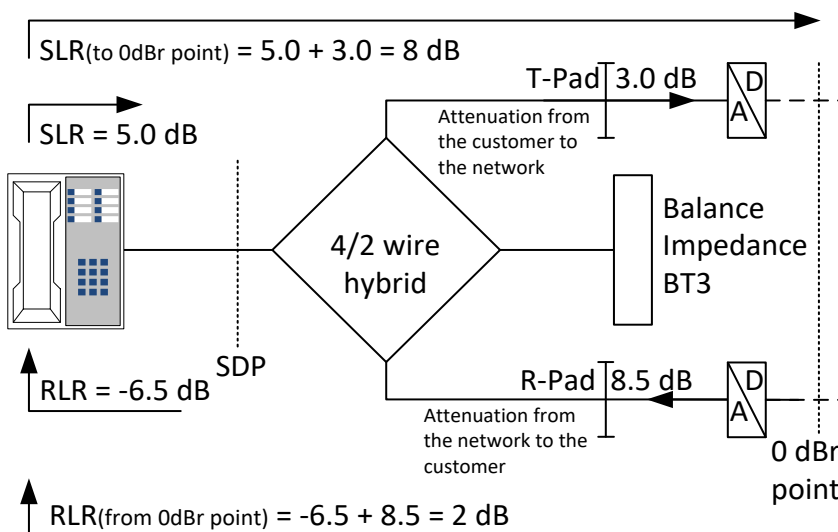 SLR(to 0dBr point) = 5.0 + 3.0 = 8 dB
T-Pad 3.0 dB
D
A
SLR = 5.0 dB
Attenuation from
the customer to
the network
4/2 wire
hybrid
Balance
Impedance
BT3
SDP
RLR = -6.5 dB
R-Pad 8.5 dB
D
A
Attenuation from
the network to the
customer
0 dBr
point
RLR(from 0dBr point) = -6.5 + 8.5 = 2 dB